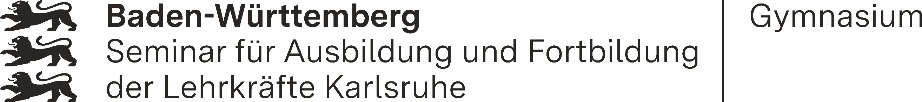 Baden-Württemberg
Seminar für Ausbildung und Fortbildung
der Lehrkräfte Karlsruhe
Gymnasium